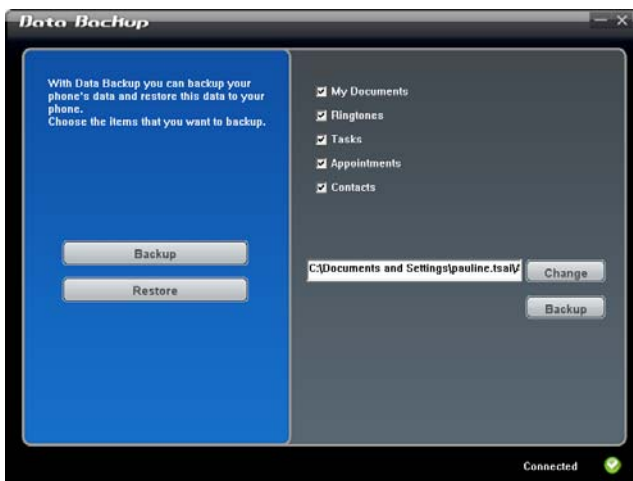 Data Backup
With Data Backup you can backup your
phone's data and restore this data to your
phone.
Choose the items that you want to backup.
Backup
Restore
My Documents
Ringtones
Tasks
Appointments
Contacts
C:\Documents and Settings\pauline.tsai\
Change
Backup
Connected